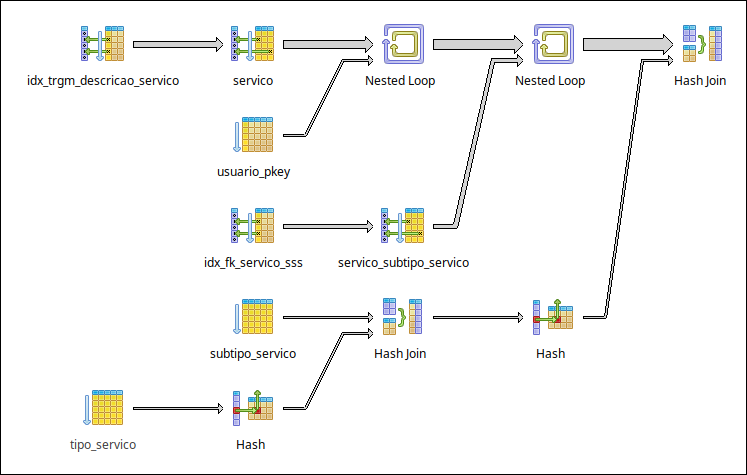 idx_trgm_descricao_servico
servico
Nested Loop
Nested Loop
Hash Join
usuario_pkey
idx_fk_servico_sss
servico_subtipo_servico
subtipo_servico
Hash Join
Hash
tipo_servico
Hash